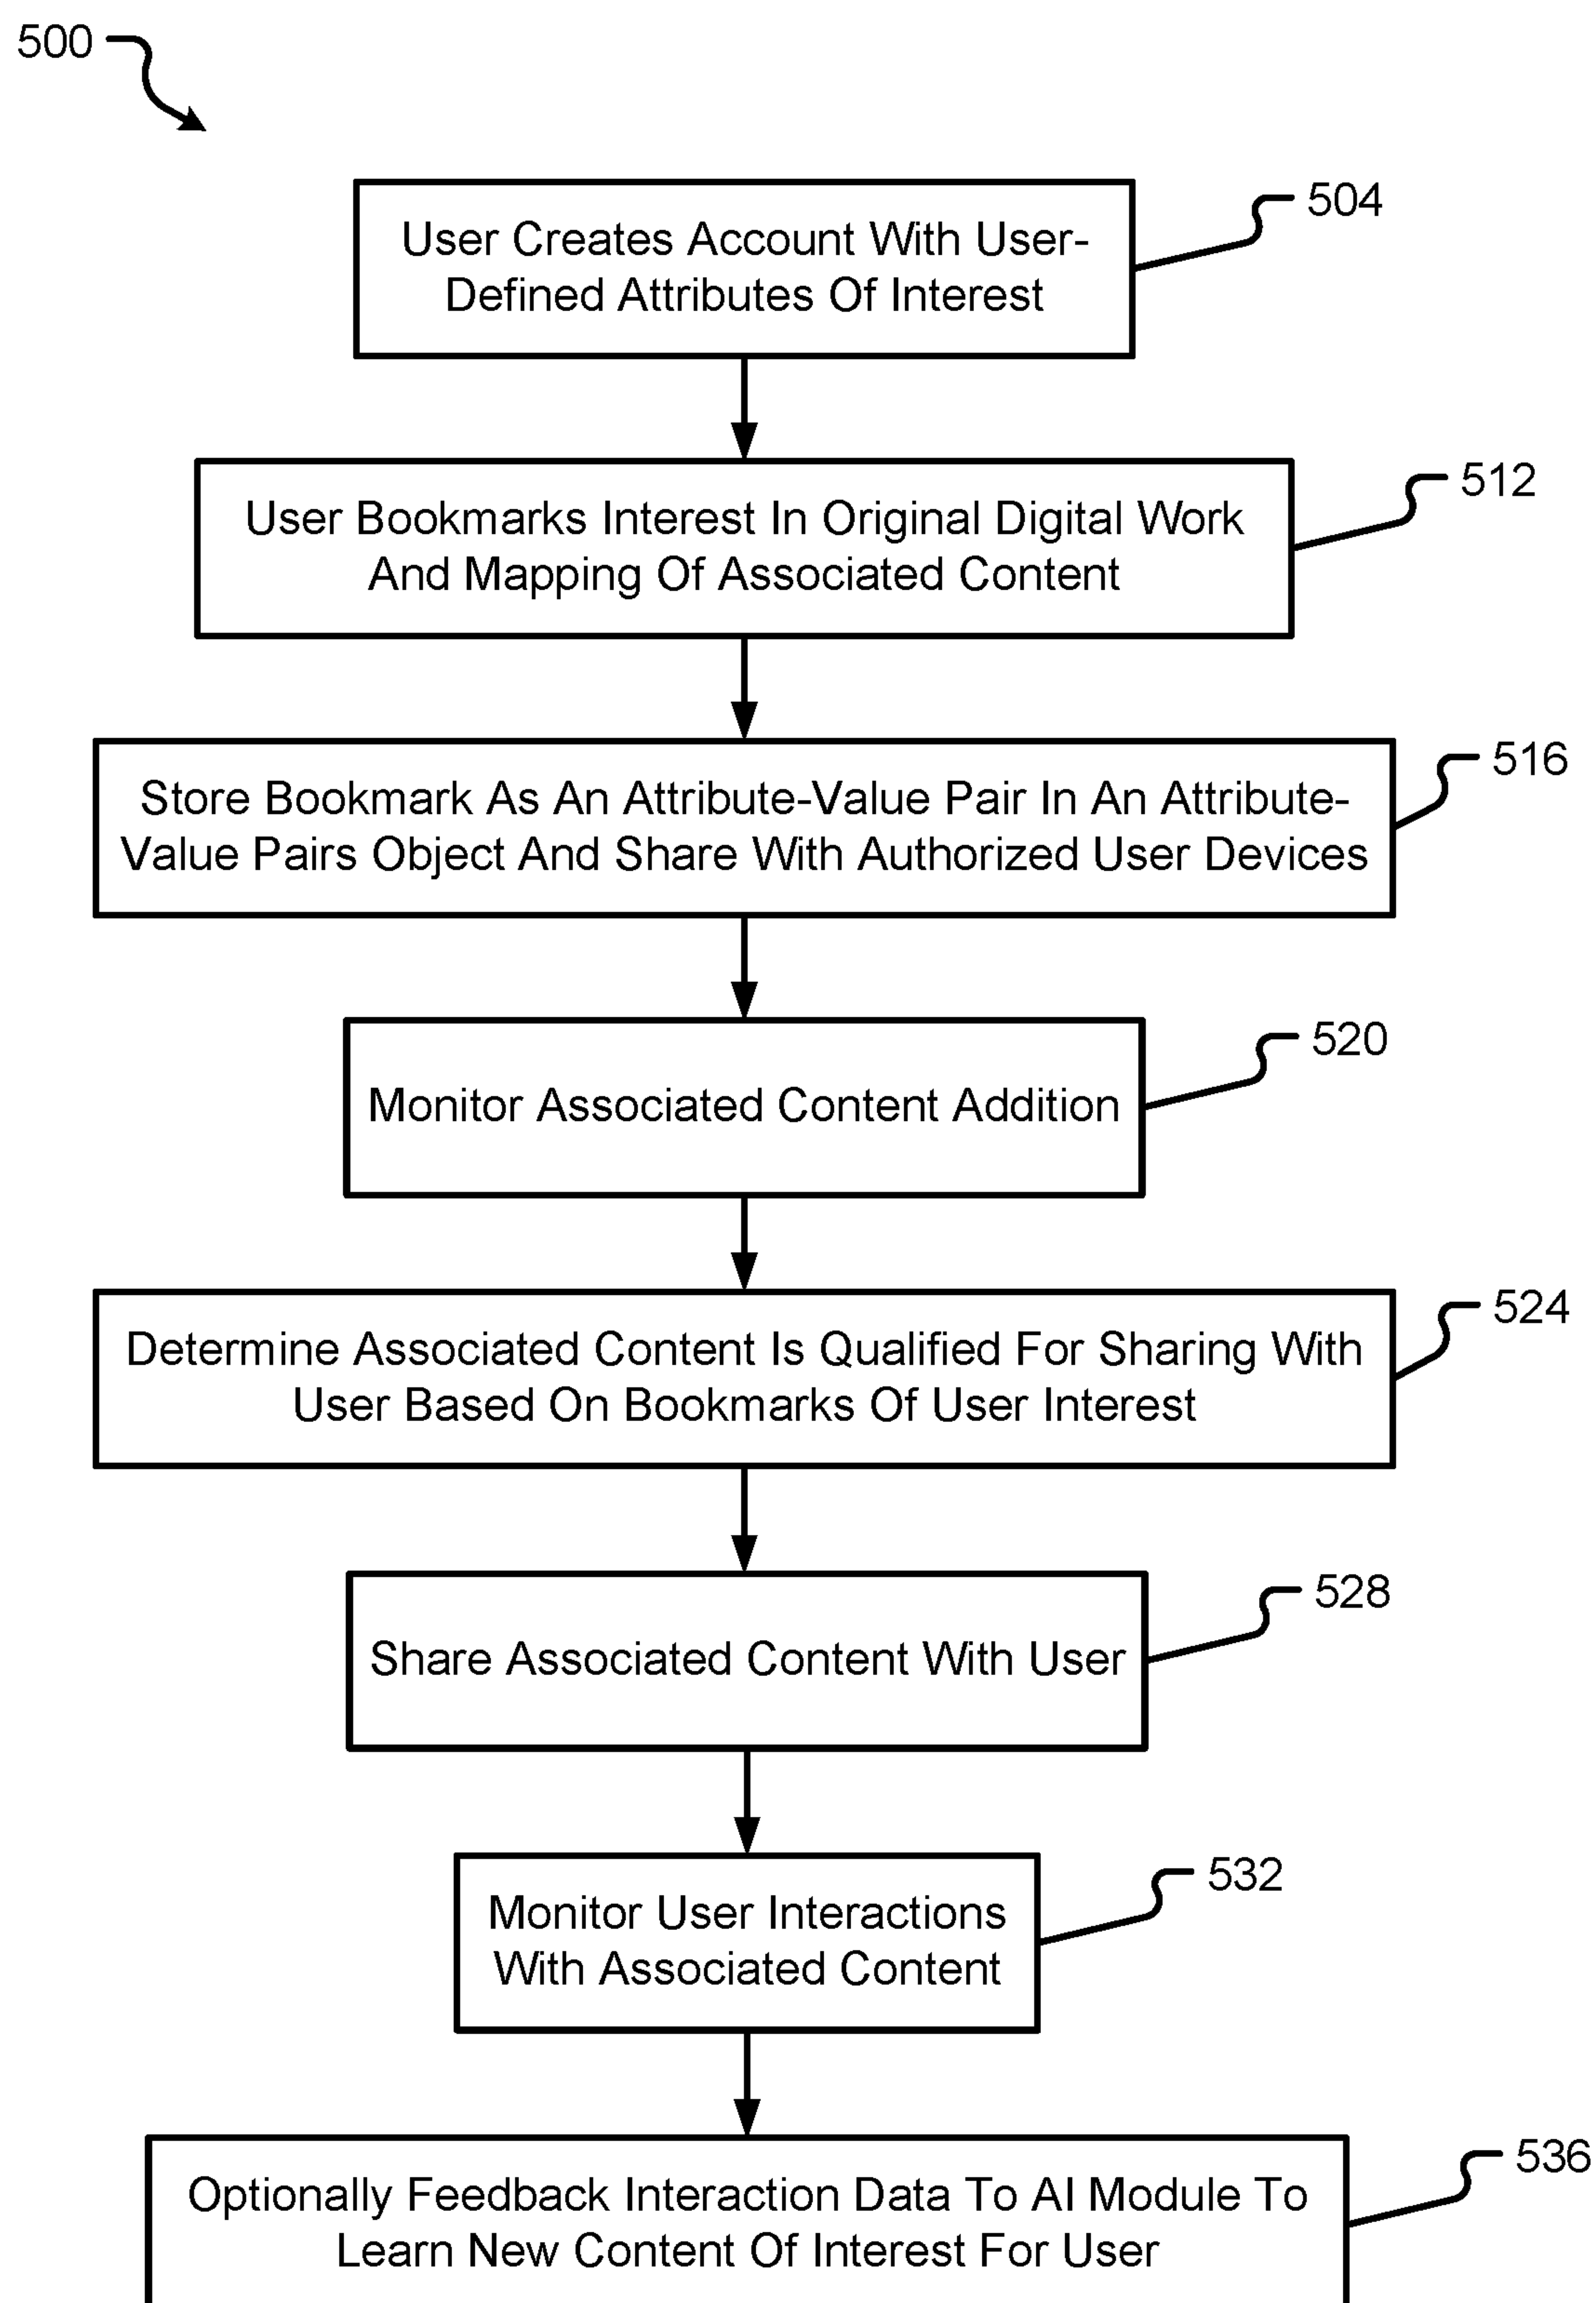 500
User Creates Account With User-
Defined Attributes Of Interest
504
User Bookmarks Interest In Original Digital Work
And Mapping Of Associated Content
512
Store Bookmark As An Attribute-Value Pair In An Attribute-
Value Pairs Object And Share With Authorized User Devices
516
Monitor Associated Content Addition
520
Determine Associated Content Is Qualified For Sharing With
User Based On Bookmarks Of User Interest
524
Share Associated Content With User
528
Monitor User Interactions
With Associated Content
532
Optionally Feedback Interaction Data To AI Module To
Learn New Content Of Interest For User
536